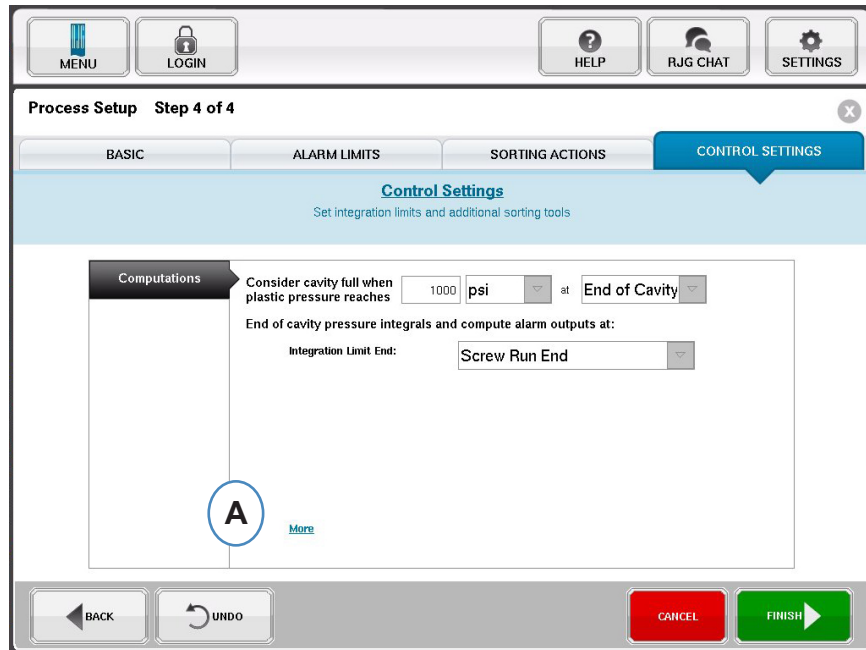 MENU
LOGIN
HELP
RJG CHAT
SETTINGS
Process Setup Step 4 of 4
BASIC
ALARM LIMITS
SORTING ACTIONS
CONTROL SETTINGS
Control Settings
Set integration limits and additional sorting tools
Computations
Consider cavity full when
plastic pressure reaches
1000 psi at End of Cavity
End of cavity pressure integrals and compute alarm outputs at:
Integration Limit End: Screw Run End
A
More
BACK
UNDO
CANCEL
FINISH